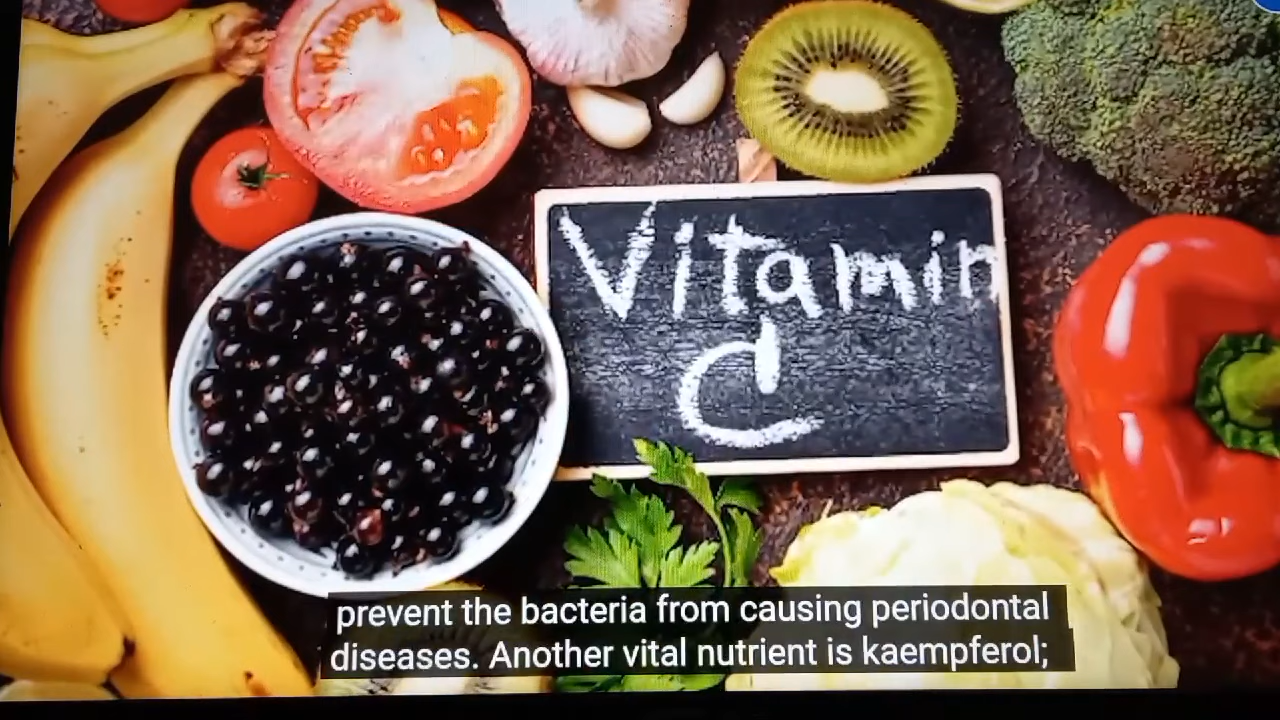 Vitamin
C
prevent the bacteria from causing periodontal
diseases. Another vital nutrient is kaempferol;